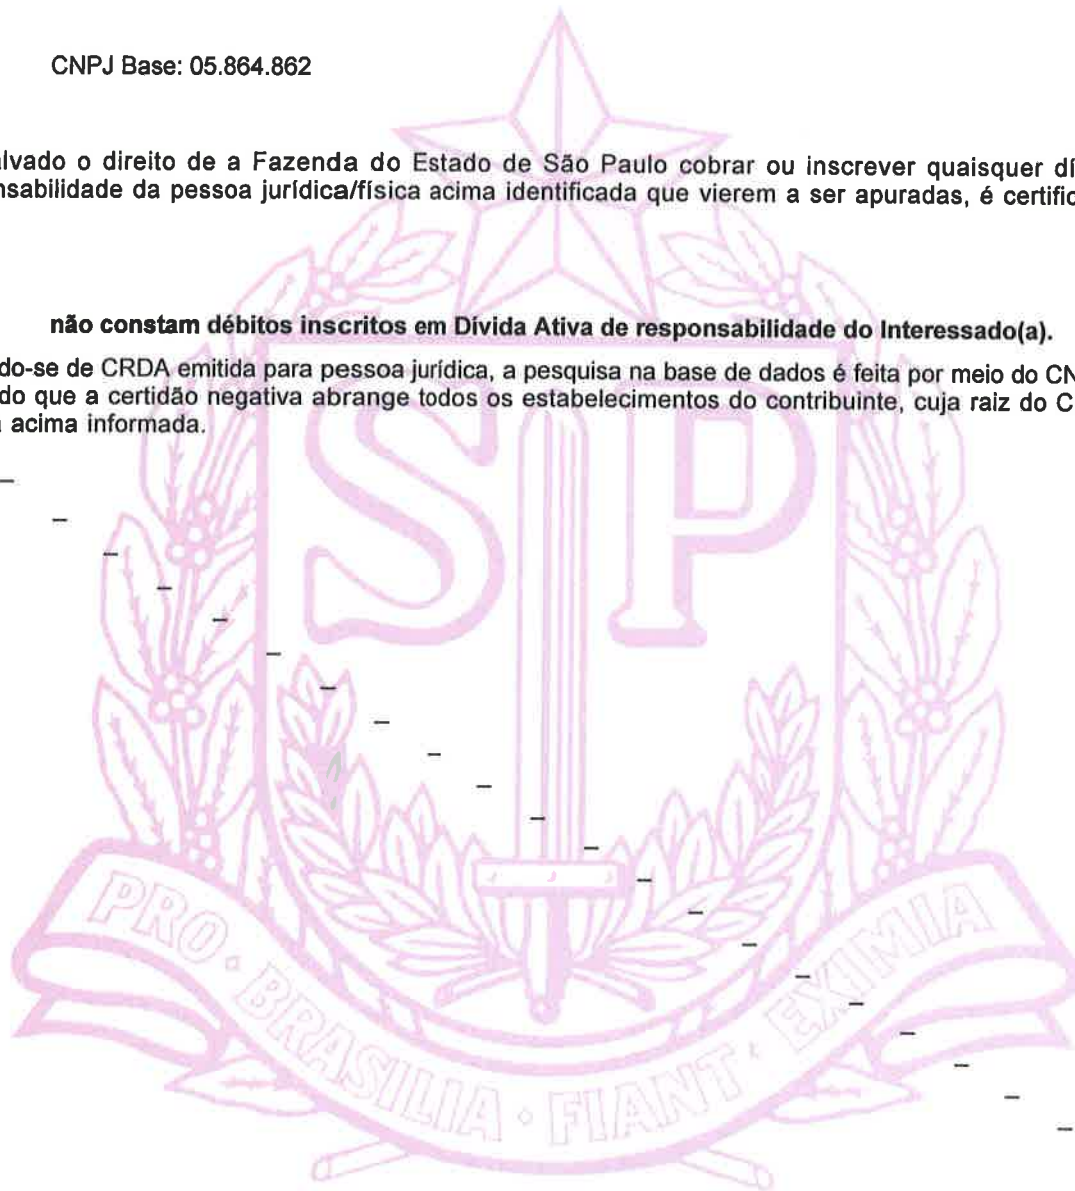 CNPJ Base: 05.864.862
alvado o direito de a Fazenda do Estado de São Paulo cobrar ou inscrever quaisquer dí
nsabilidade da pessoa jurídica/física acima identificada que vierem a ser apuradas, é certific
não constam débitos inscritos em Dívida Ativa de responsabilidade do Interessado(a).
do-se de CRDA emitida para pessoa jurídica, a pesquisa na base de dados é feita por meio do CN
do que a certidão negativa abrange todos os estabelecimentos do contribuinte, cuja raiz do C
a acima informada.
SP
PRO · BRASILIA · FIANT · EXIMIA